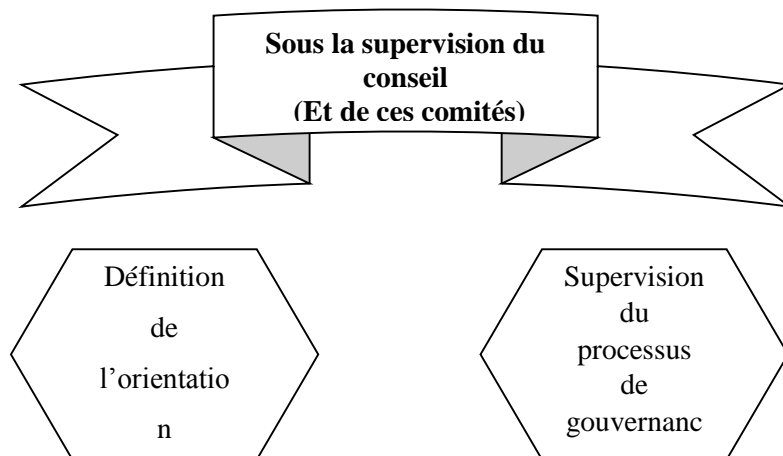 Sous la supervision du
conseil
(Et de ces comités)
Définition
de
l’orientatio
n
Supervision
du
processus
de
gouvernanc